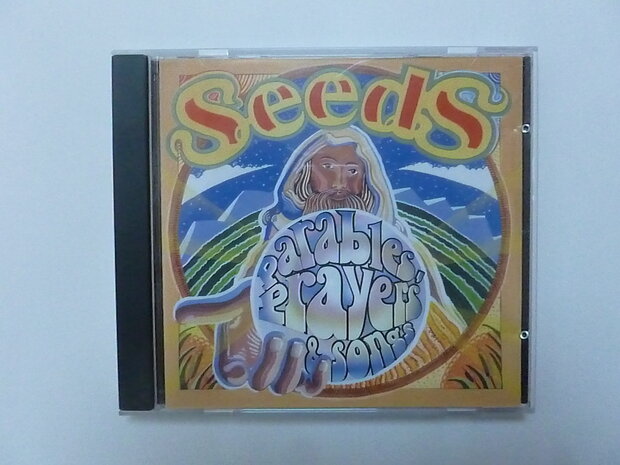 Seeds
Parables,
Prayers
& Songs